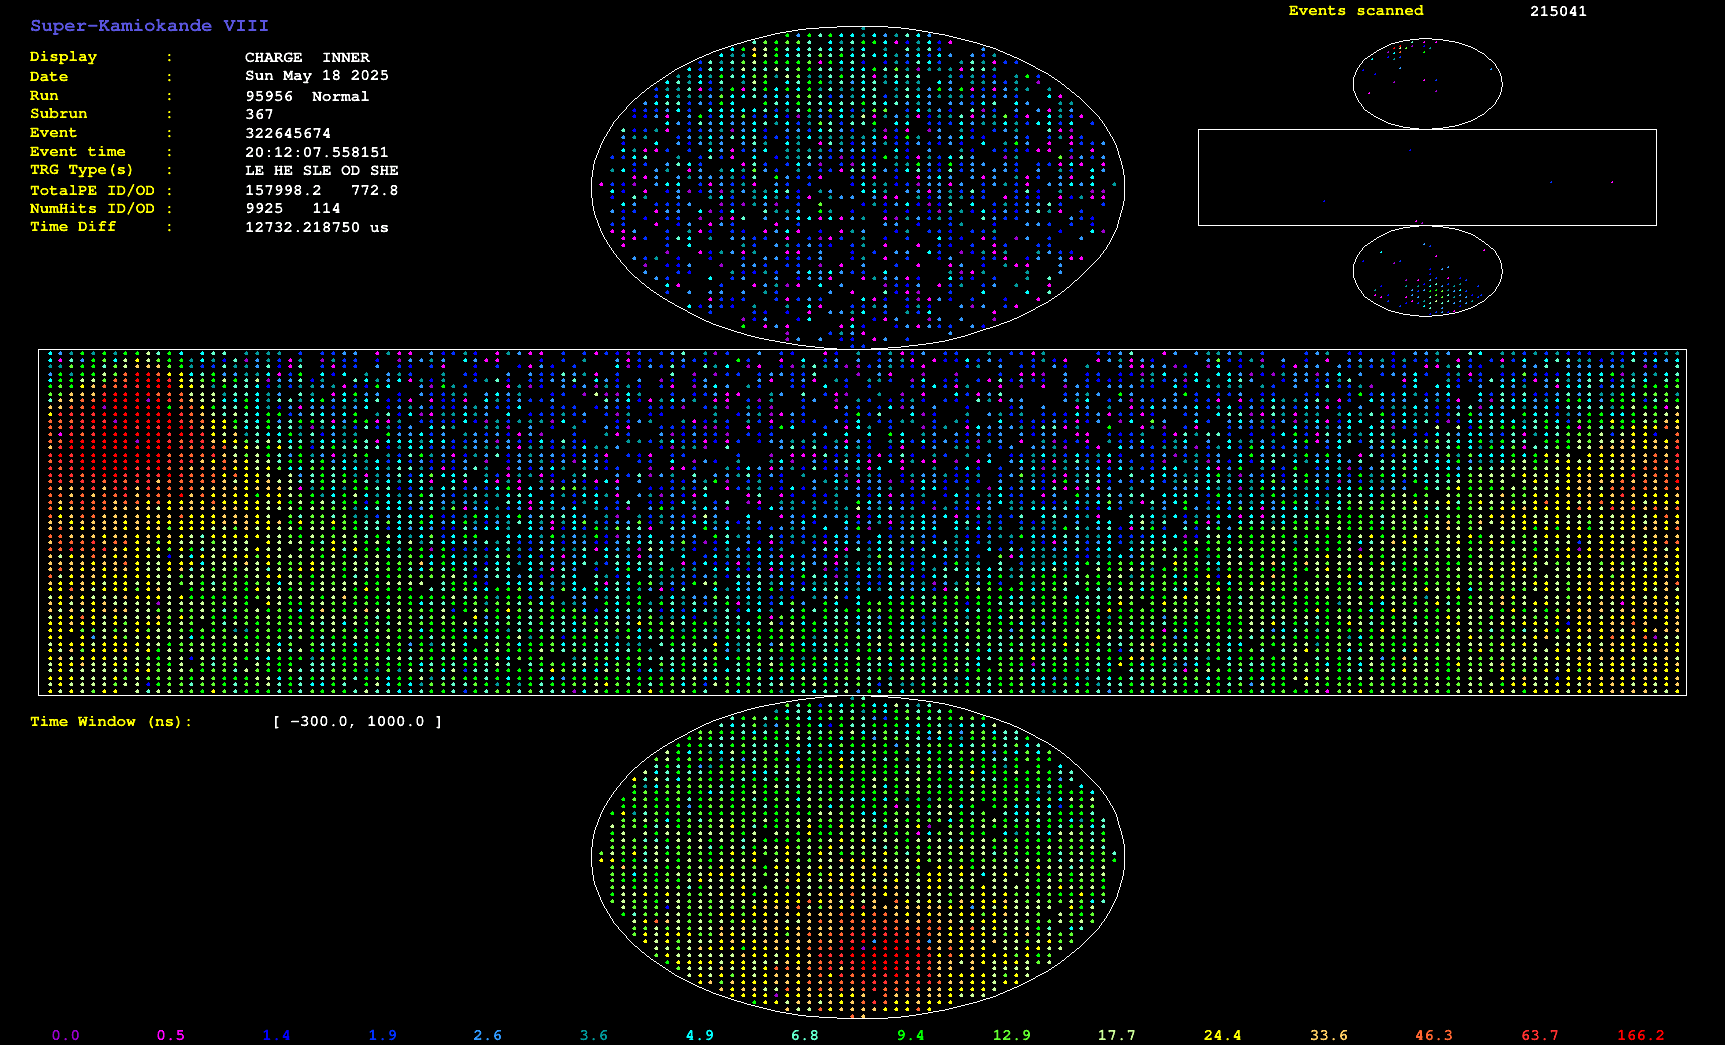 Super-Kamiokande VIII
Events scanned 215041
Display : CHARGE INNER
Date : Sun May 18 2025
Run : 95956 Normal
Subrun : 367
Event : 322645674
Event time : 20:12:07.558151
TRG Type(s) : LE HE SLE OD SHE
TotalPE ID/OD : 157998.2 772.8
NumHits ID/OD : 9925 114
Time Diff : 12732.218750 us
Time Window (ns): [ -300.0, 1000.0 ]
0.0 0.5 1.4 1.9 2.6 3.6 4.9 6.8 9.4 12.9 17.7 24.4 33.6 46.3 63.7 166.2